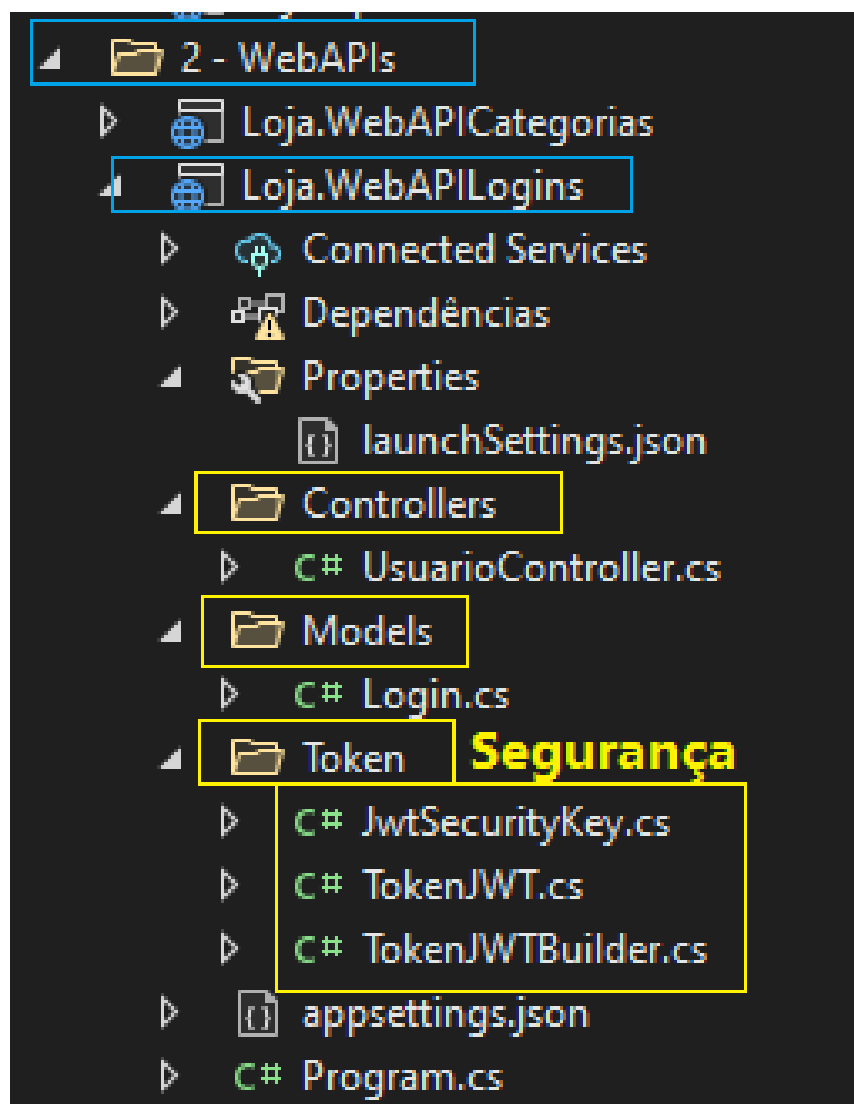 2 - WebAPIs
Loja.WebAPICategorias
Loja.WebAPILogins
Connected Services
Dependências
Properties
launchSettings.json
Controllers
C# UsuarioController.cs
Models
C# Login.cs
Token Segurança
C# JwtSecurityKey.cs
C# TokenJWT.cs
C# TokenJWTBuilder.cs
appsettings.json
C# Program.cs